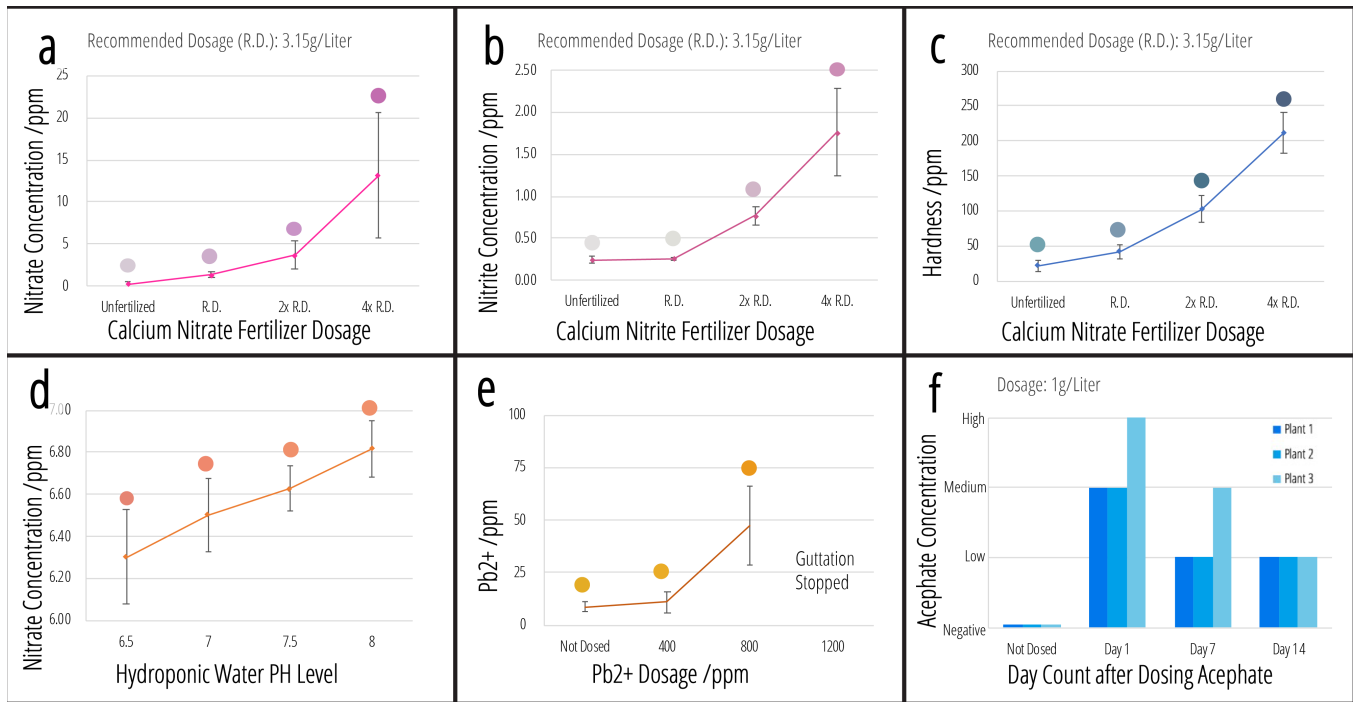 a
Recommended Dosage (R.D.): 3.15g/Liter
Nitrate Concentration /ppm
25
20
15
10
5
0
Unfertilized R.D. 2x R.D. 4x R.D.
Calcium Nitrate Fertilizer Dosage
b
Recommended Dosage (R.D.): 3.15g/Liter
Nitrite Concentration /ppm
2.50
2.00
1.50
1.00
0.50
0.00
Unfertilized R.D. 2x R.D. 4x R.D.
Calcium Nitrite Fertilizer Dosage
c
Recommended Dosage (R.D.): 3.15g/Liter
Hardness /ppm
300
250
200
150
100
50
0
Unfertilized R.D. 2x R.D. 4x R.D.
Calcium Nitrate Fertilizer Dosage
d
Nitrate Concentration /ppm
7.00
6.80
6.60
6.40
6.20
6.00
6.5 7 7.5 8
Hydroponic Water PH Level
e
Pb2+ /ppm
100
75
50
25
0
Guttation
Stopped
Not Dosed 400 800 1200
Pb2+ Dosage /ppm
f
Dosage: 1g/Liter
Acephate Concentration
High
Medium
Low
Negative
Plant 1
Plant 2
Plant 3
Not Dosed Day 1 Day 7 Day 14
Day Count after Dosing Acephate